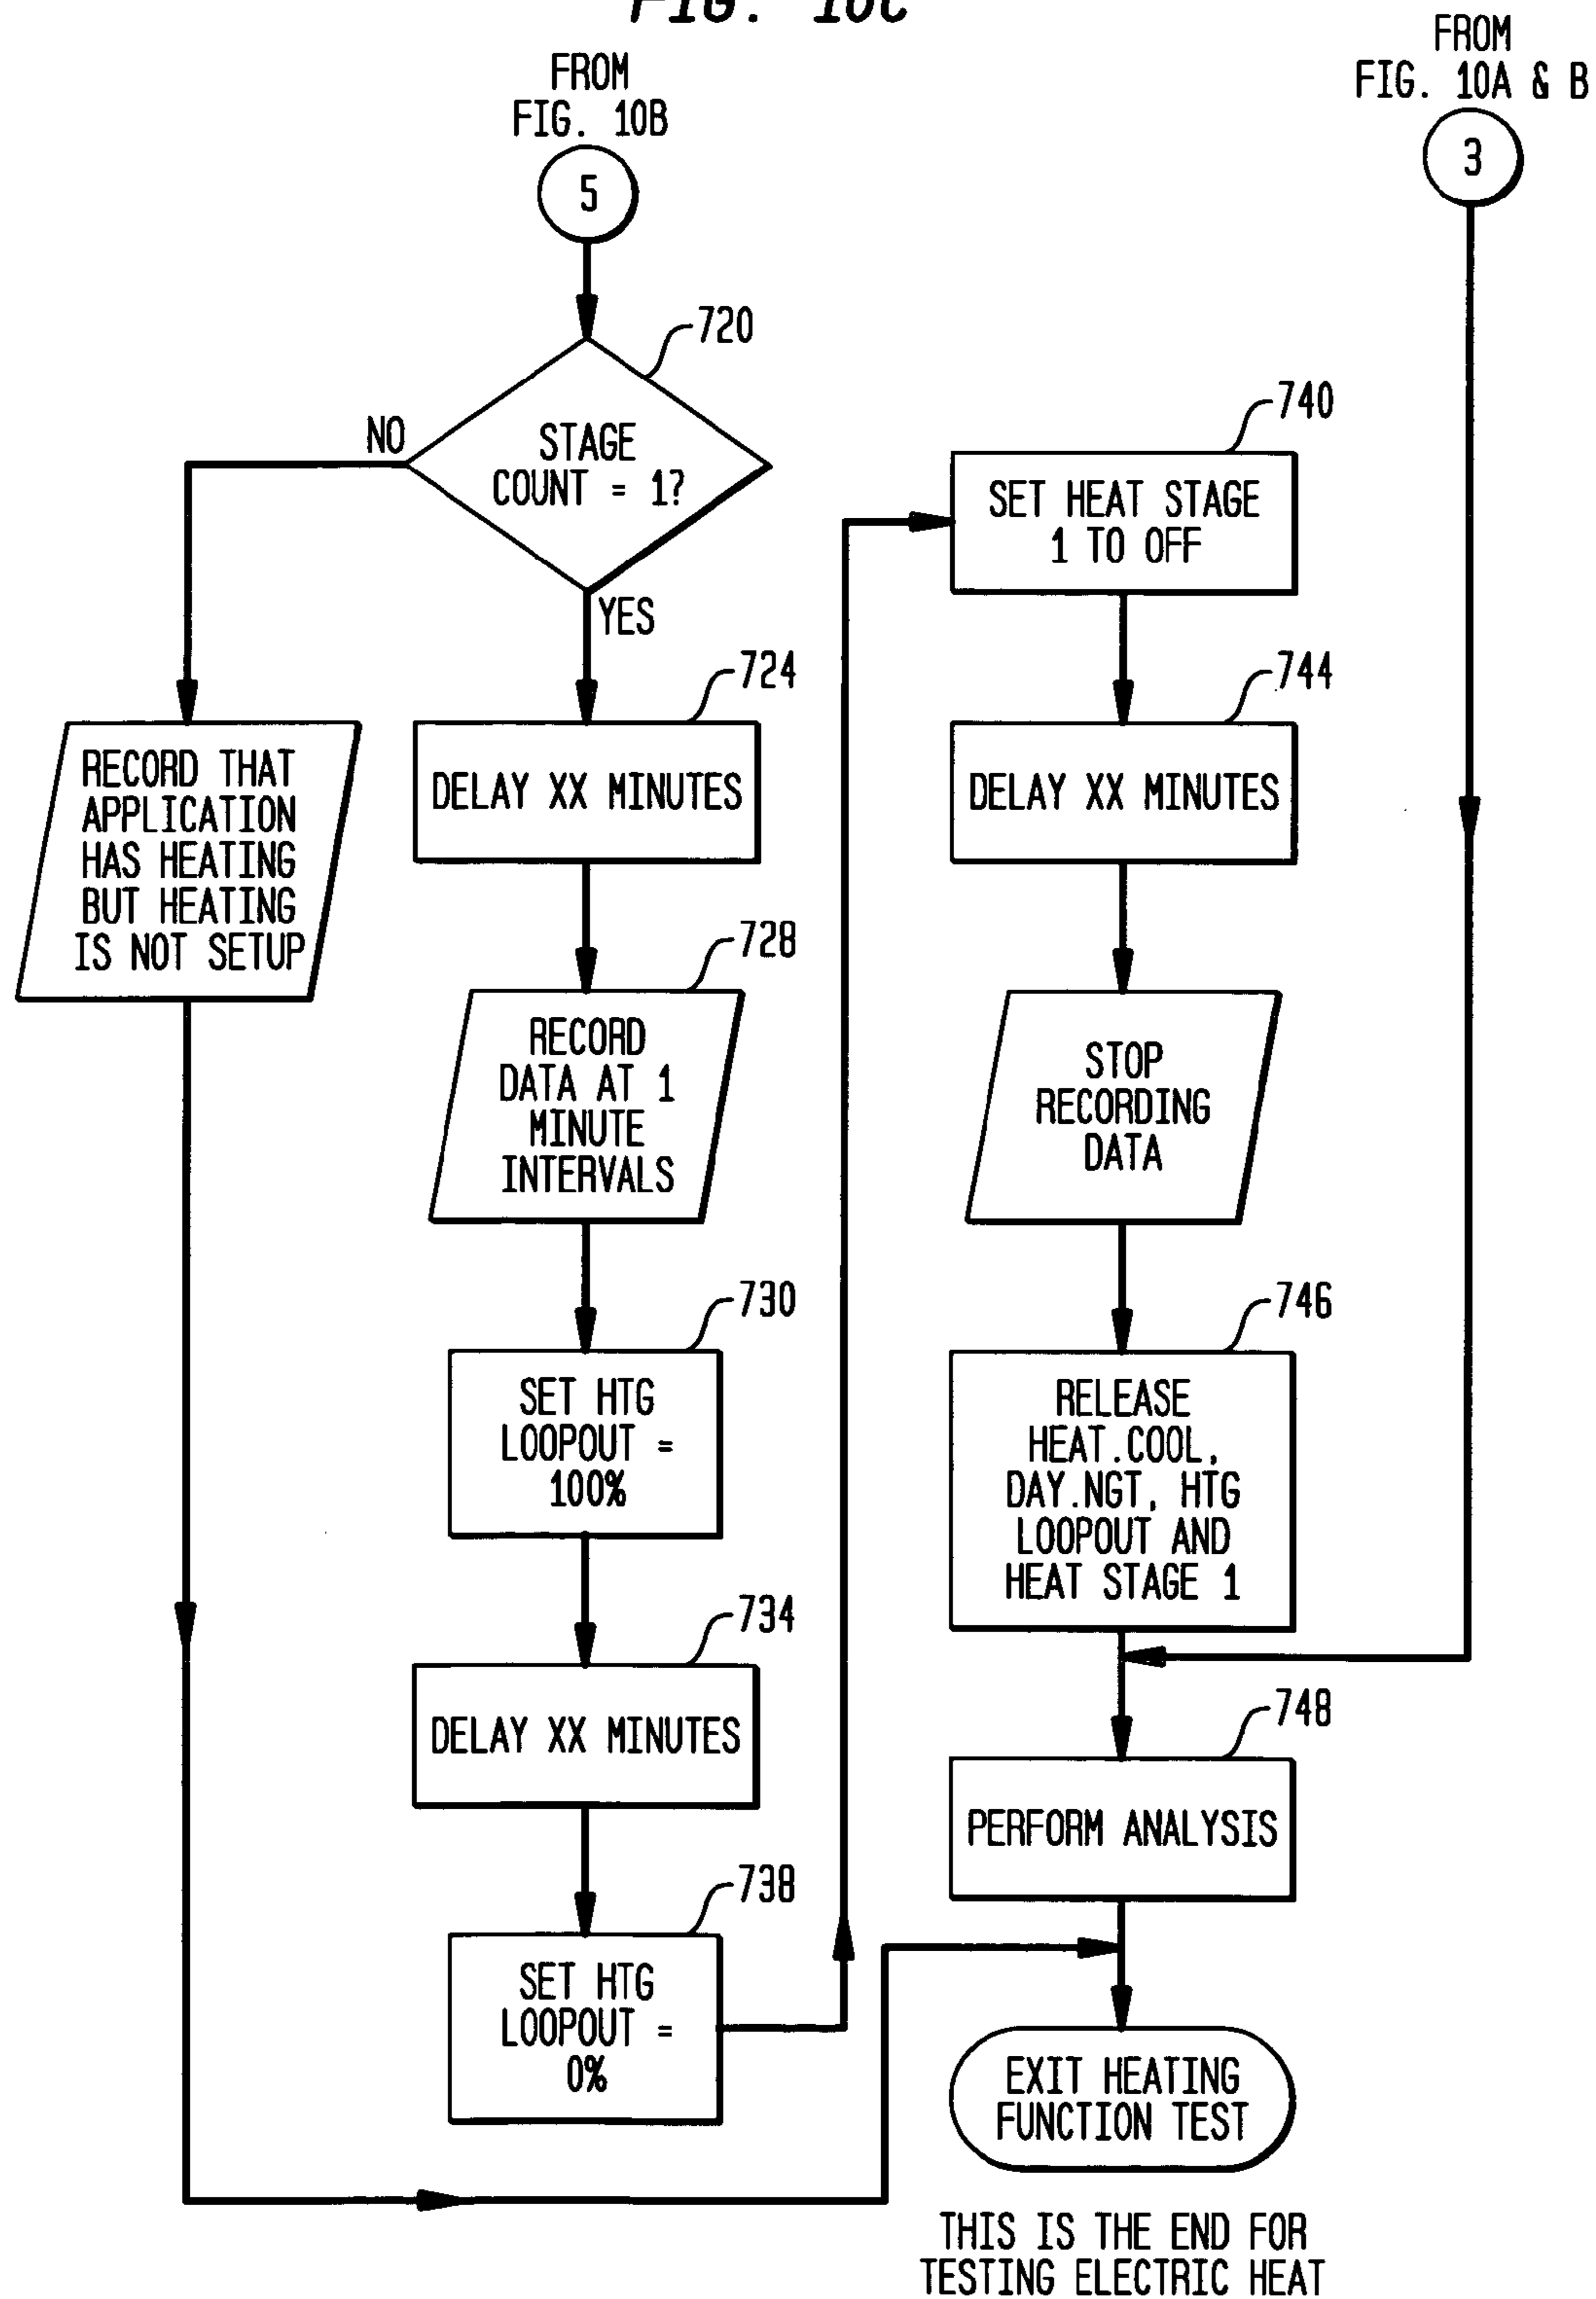 FIG. 10C
FROM
FIG. 10B
5
FROM
FIG. 10A & B
3
720
STAGE
COUNT = 1?
NO
YES
RECORD THAT
APPLICATION
HAS HEATING
BUT HEATING
IS NOT SETUP
724
DELAY XX MINUTES
728
RECORD
DATA AT 1
MINUTE
INTERVALS
730
SET HTG
LOOPOUT =
100%
734
DELAY XX MINUTES
738
SET HTG
LOOPOUT =
0%
740
SET HEAT STAGE
1 TO OFF
744
DELAY XX MINUTES
STOP
RECORDING
DATA
746
RELEASE
HEAT.COOL,
DAY.NGT, HTG
LOOPOUT AND
HEAT STAGE 1
748
PERFORM ANALYSIS
EXIT HEATING
FUNCTION TEST
THIS IS THE END FOR
TESTING ELECTRIC HEAT